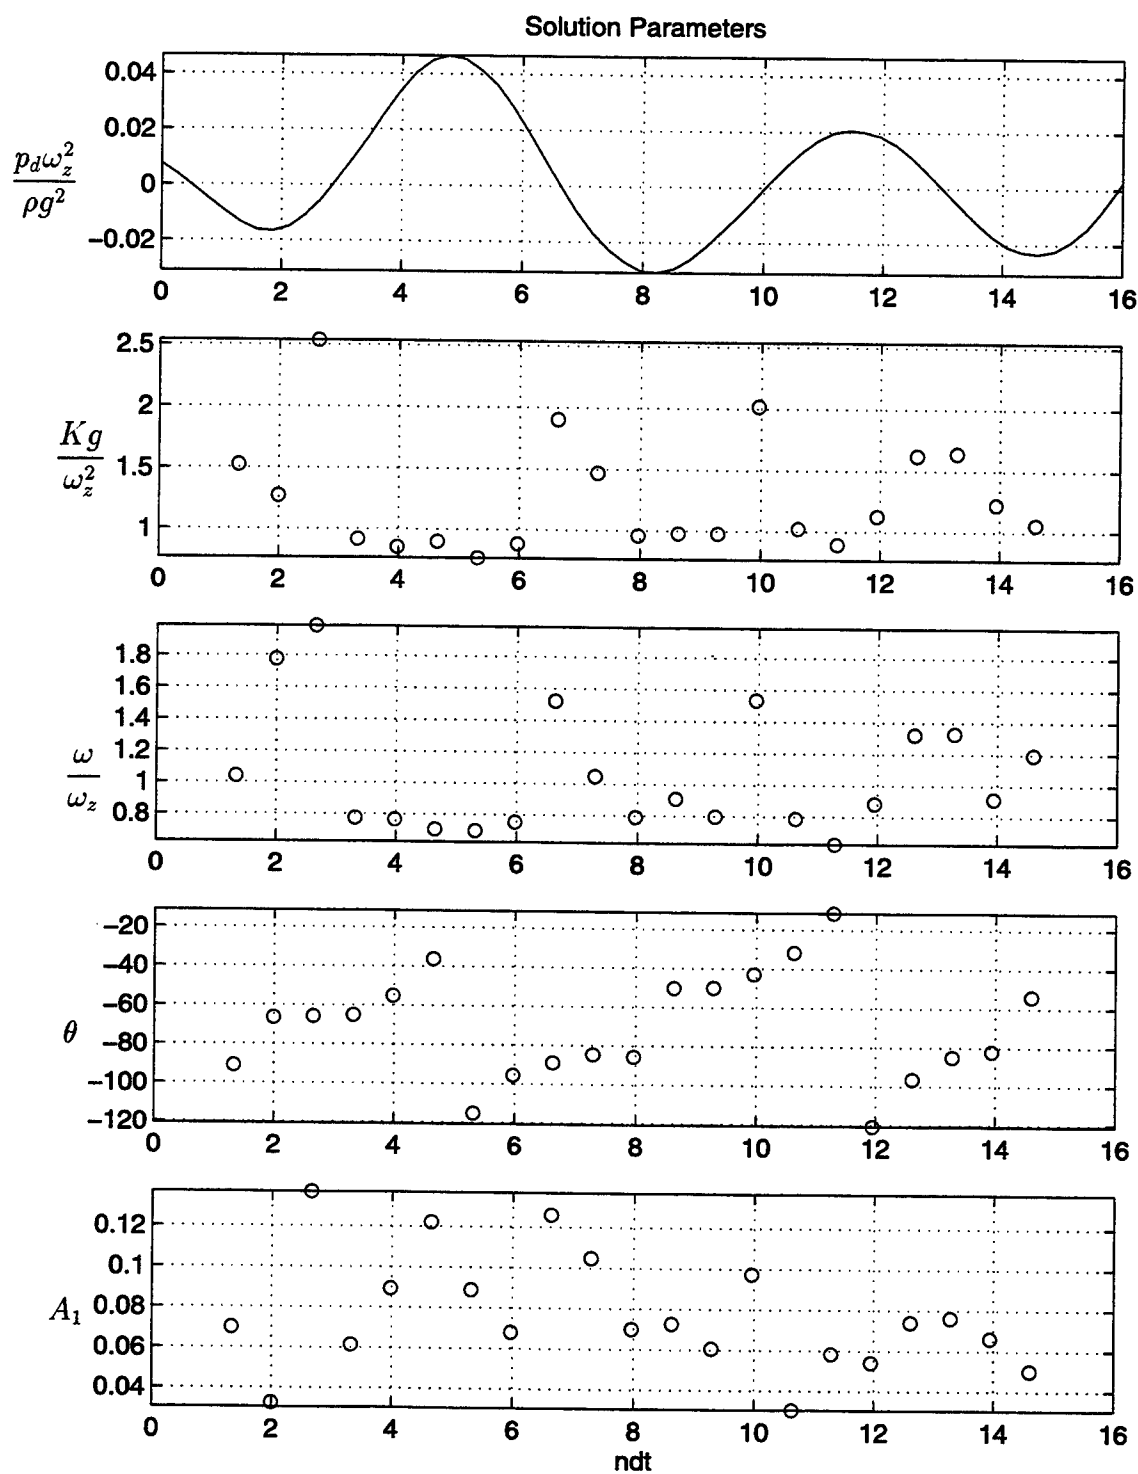 Solution Parameters
0.04
0.02
0
−0.02
p_d ω_z^2 / ρg^2
0 2 4 6 8 10 12 14 16
2.5
2
1.5
1
Kg / ω_z^2
0 2 4 6 8 10 12 14 16
1.8
1.6
1.4
1.2
1
0.8
ω / ω_z
0 2 4 6 8 10 12 14 16
−20
−40
−60
−80
−100
−120
θ
0 2 4 6 8 10 12 14 16
0.12
0.1
0.08
0.06
0.04
A_1
0 2 4 6 8 10 12 14 16
ndt